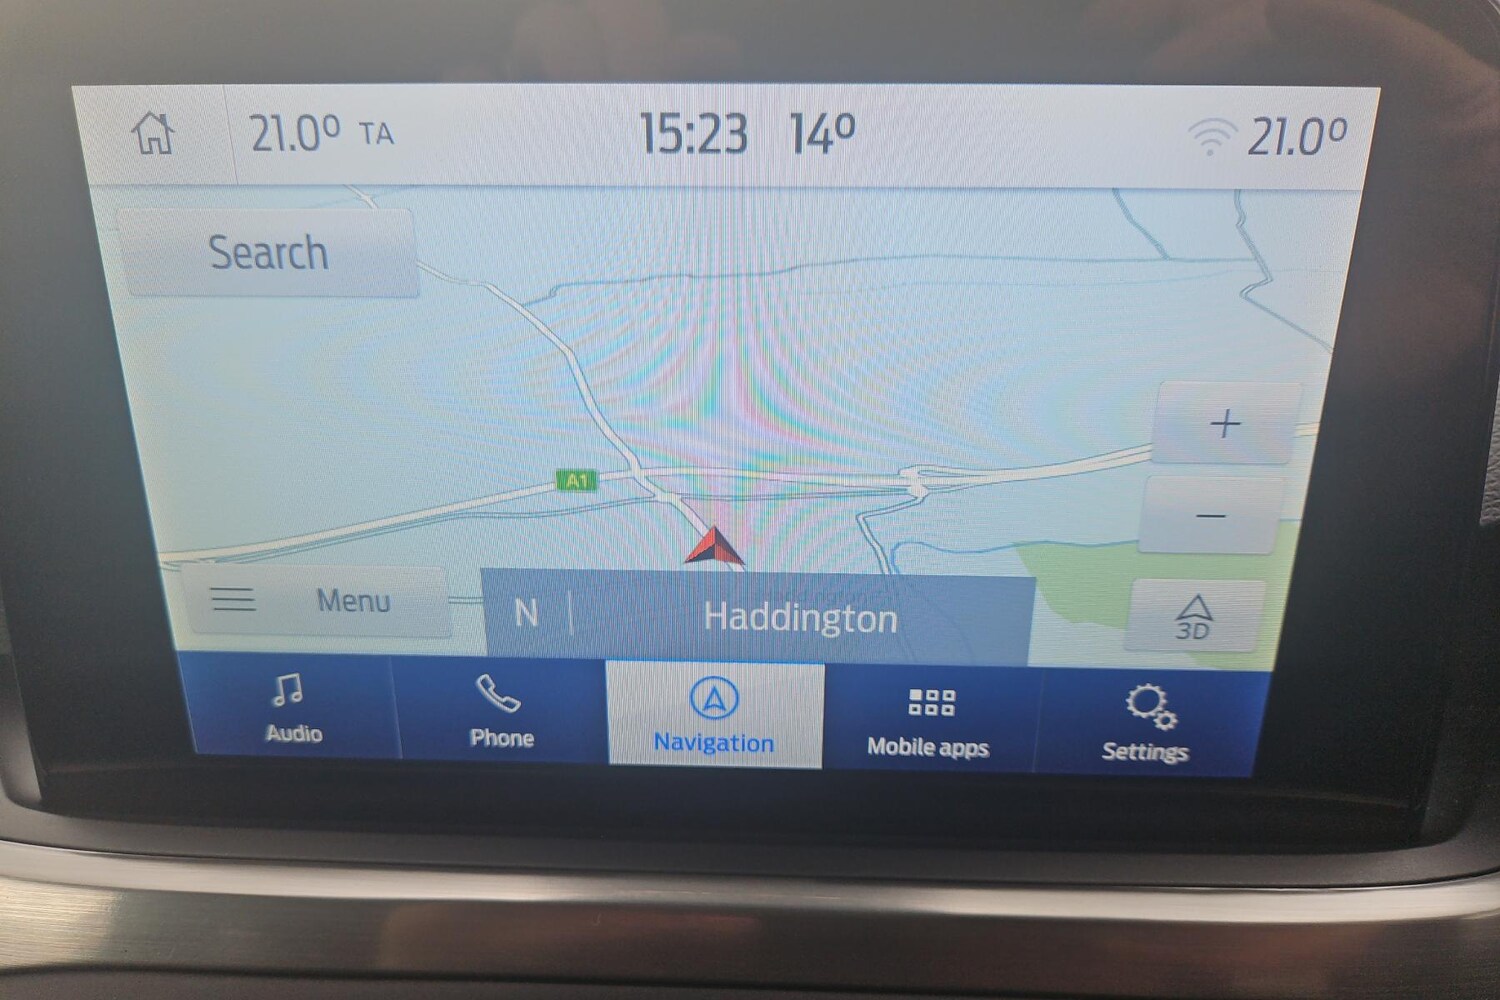 21.0° TA 15:23 14° 21.0°
Search
+
A1
−
Menu
N | Haddington
3D
Audio Phone Navigation Mobile apps Settings